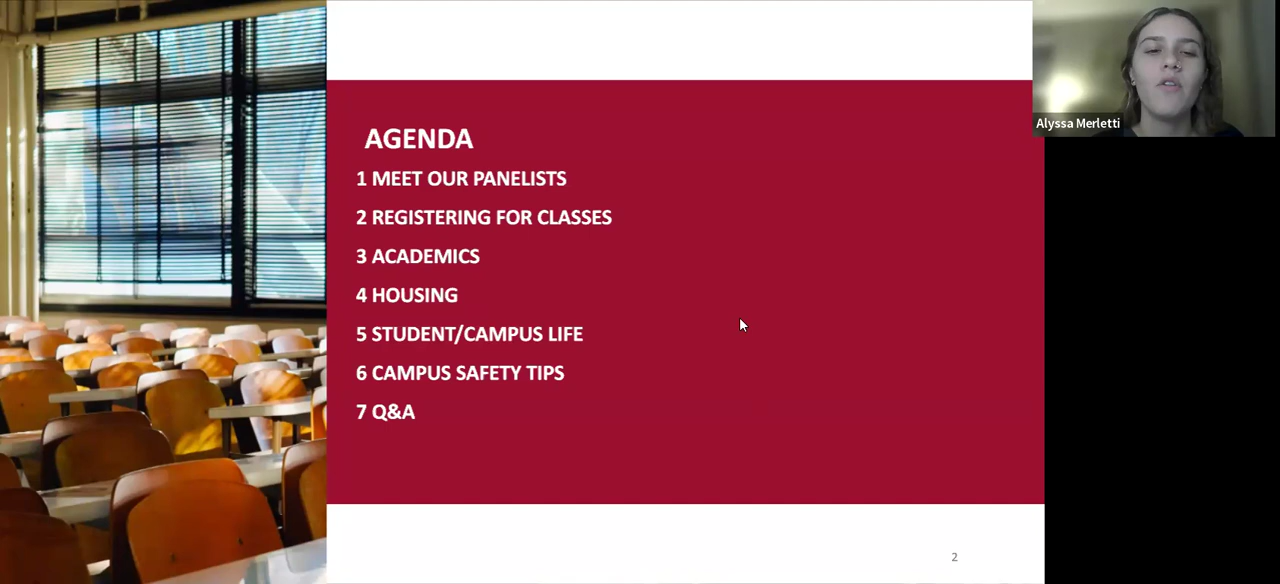 AGENDA
1 MEET OUR PANELISTS
2 REGISTERING FOR CLASSES
3 ACADEMICS
4 HOUSING
5 STUDENT/CAMPUS LIFE
6 CAMPUS SAFETY TIPS
7 Q&A
2
Alyssa Merletti